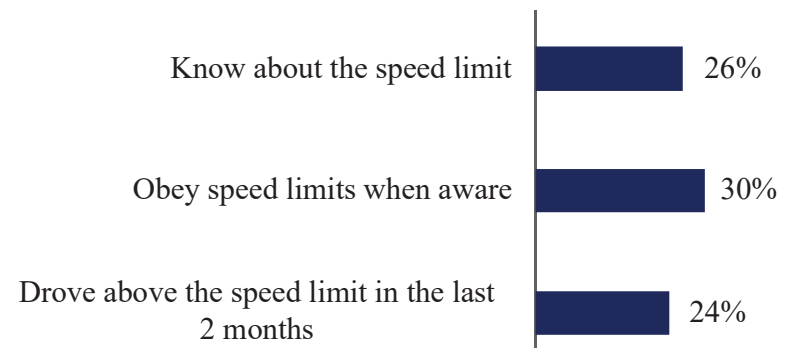 Know about the speed limit 26%
Obey speed limits when aware 30%
Drove above the speed limit in the last
2 months
24%